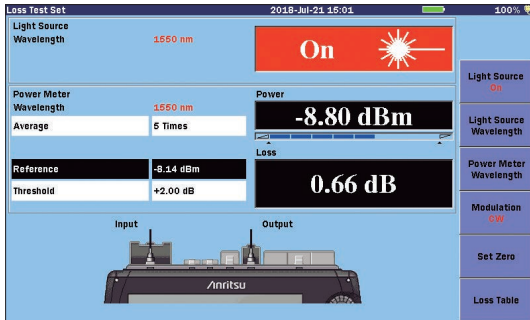 Loss Test Set 2018-Jul-21 15:01 100%
Light Source
Wavelength 1550 nm
On
Power Meter
Wavelength 1550 nm
Average 5 Times
Reference -8.14 dBm
Threshold +2.00 dB
Power
-8.80 dBm
Loss
0.66 dB
Input Output
Anritsu
Light Source
On
Light Source
Wavelength
Power Meter
Wavelength
Modulation
CW
Set Zero
Loss Table